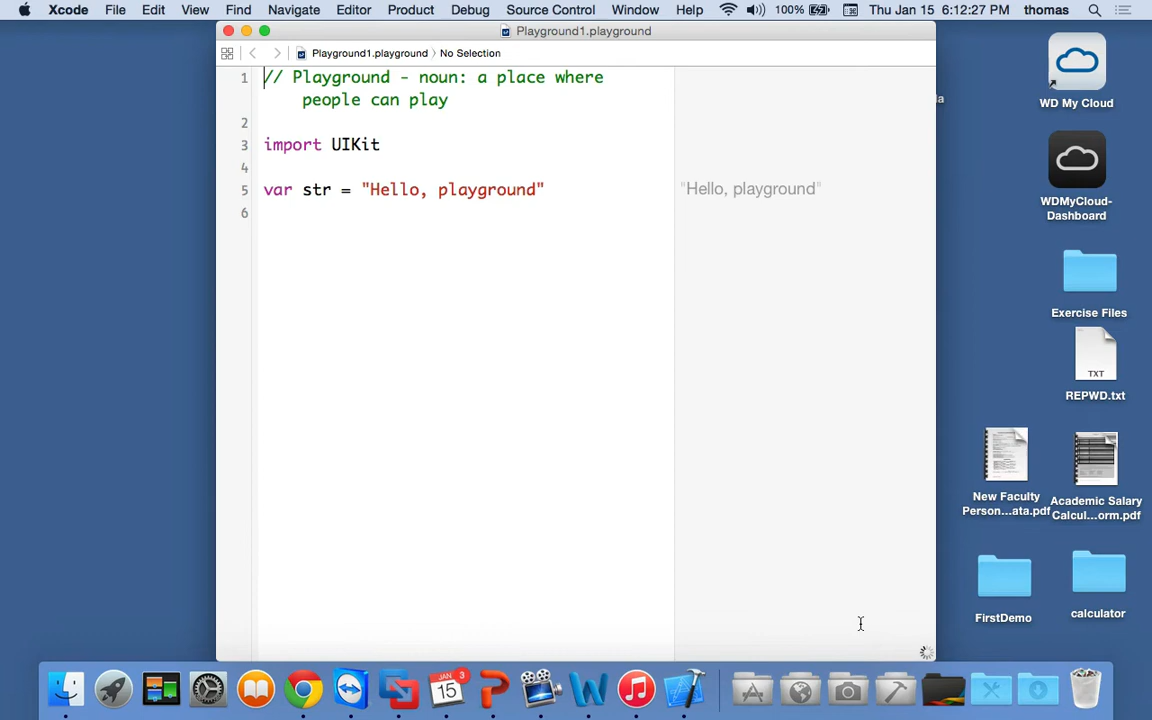 Xcode File Edit View Find Navigate Editor Product Debug Source Control Window Help 100% Thu Jan 15 6:12:27 PM thomas
Playground1.playground
Playground1.playground 〉 No Selection
1 // Playground - noun: a place where
people can play
2
3 import UIKit
4
5 var str = "Hello, playground"
"Hello, playground"
6
WD My Cloud
WDMyCloud-
Dashboard
Exercise Files
TXT
REPWD.txt
New Faculty
Person...ata.pdf
Academic Salary
Calcul...orm.pdf
FirstDemo
calculator
JAN
15
3